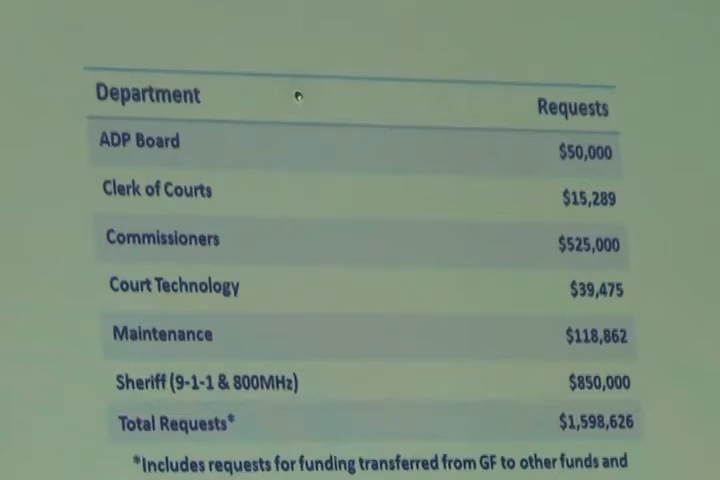 Department Requests
ADP Board $50,000
Clerk of Courts $15,289
Commissioners $525,000
Court Technology $39,475
Maintenance $118,862
Sheriff (9-1-1 & 800MHz) $850,000
Total Requests* $1,598,626
*Includes requests for funding transferred from GF to other funds and